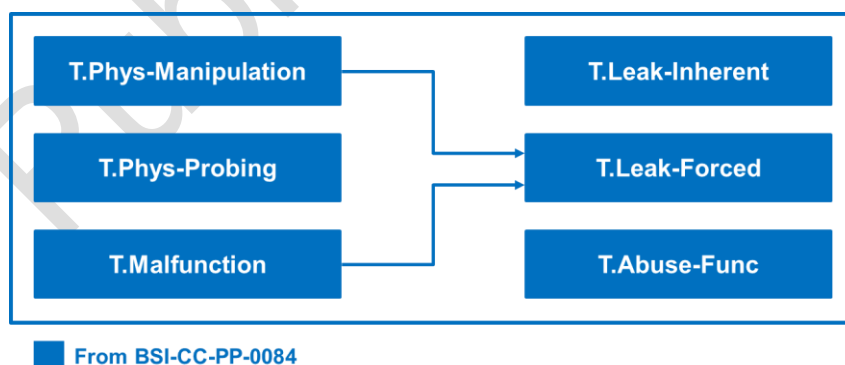 T.Phys-Manipulation
T.Leak-Inherent
T.Phys-Probing
T.Leak-Forced
T.Malfunction
T.Abuse-Func
From BSI-CC-PP-0084